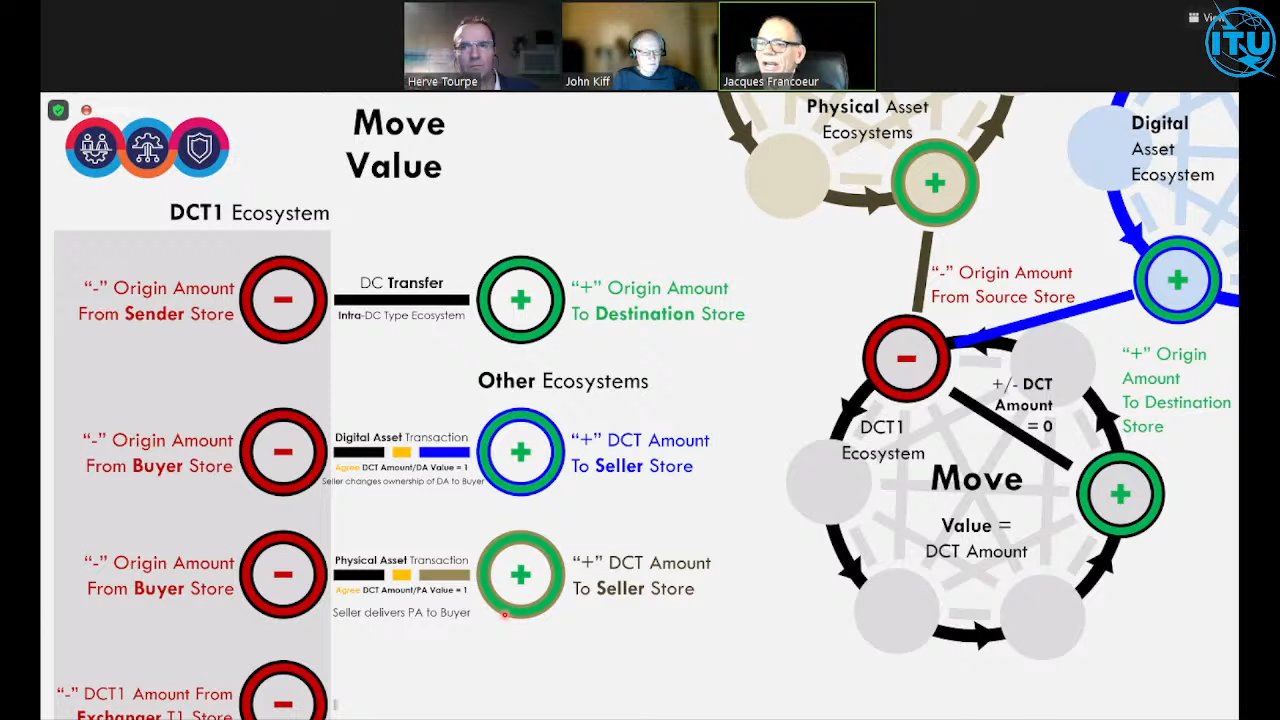 Herve Tourpe
John Kiff
Jacques Francoeur
View
ITU
Move
Value
DCT1 Ecosystem
"-" Origin Amount
From Sender Store
DC Transfer
Intra-DC Type Ecosystem
"+" Origin Amount
To Destination Store
Other Ecosystems
"-" Origin Amount
From Buyer Store
Digital Asset Transaction
Agree DCT Amount/DA Value = 1
Seller changes ownership of DA to Buyer
"+" DCT Amount
To Seller Store
"-" Origin Amount
From Buyer Store
Physical Asset Transaction
Agree DCT Amount/PA Value = 1
Seller delivers PA to Buyer
"+" DCT Amount
To Seller Store
"-" DCT1 Amount From
Exchanger T1 Store
Physical Asset
Ecosystems
Digital
Asset
Ecosystem
"-" Origin Amount
From Source Store
"+" Origin
Amount
To Destination
Store
+/- DCT
Amount
= 0
DCT1
Ecosystem
Move
Value =
DCT Amount